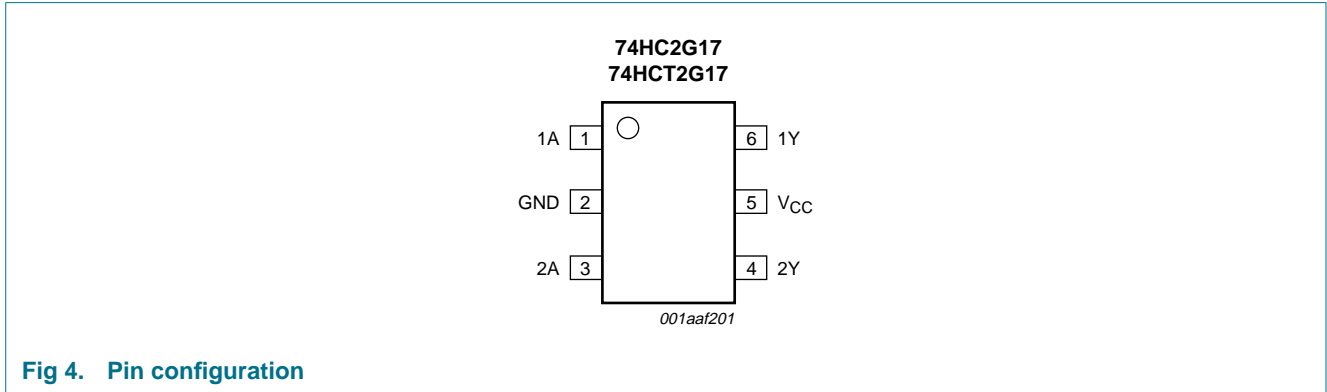 74HC2G17
74HCT2G17
1A 1 6 1Y
GND 2 5 VCC
2A 3 4 2Y
001aaf201
Fig 4. Pin configuration